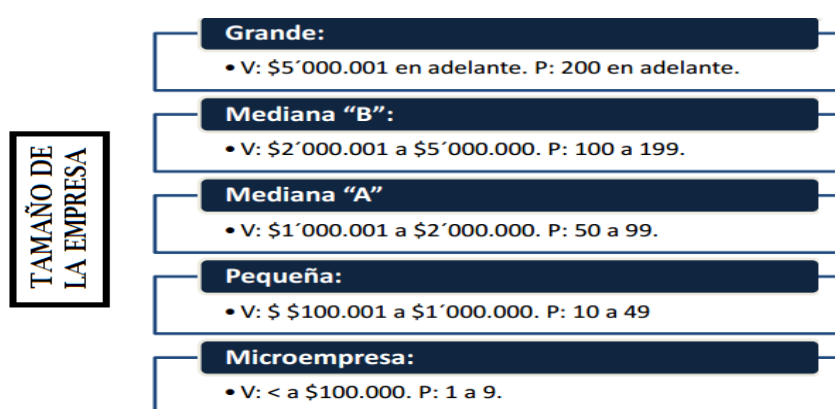 TAMAÑO DE
LA EMPRESA
Grande:
• V: $5´000.001 en adelante. P: 200 en adelante.
Mediana “B”:
• V: $2´000.001 a $5´000.000. P: 100 a 199.
Mediana “A”
• V: $1´000.001 a $2´000.000. P: 50 a 99.
Pequeña:
• V: $ $100.001 a $1´000.000. P: 10 a 49
Microempresa:
• V: < a $100.000. P: 1 a 9.